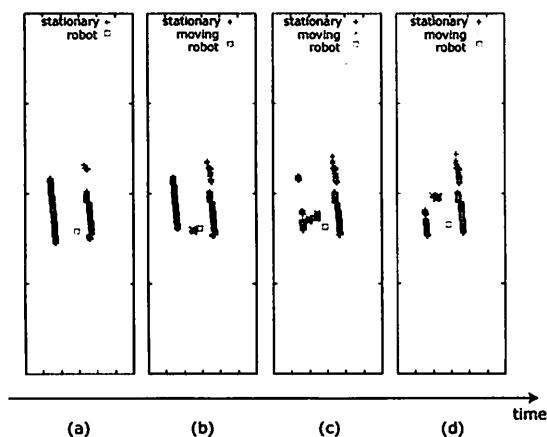 stationary +
robot □
stationary +
moving
robot □
stationary +
moving +
robot □
stationary +
moving
robot □
time
(a) (b) (c) (d)